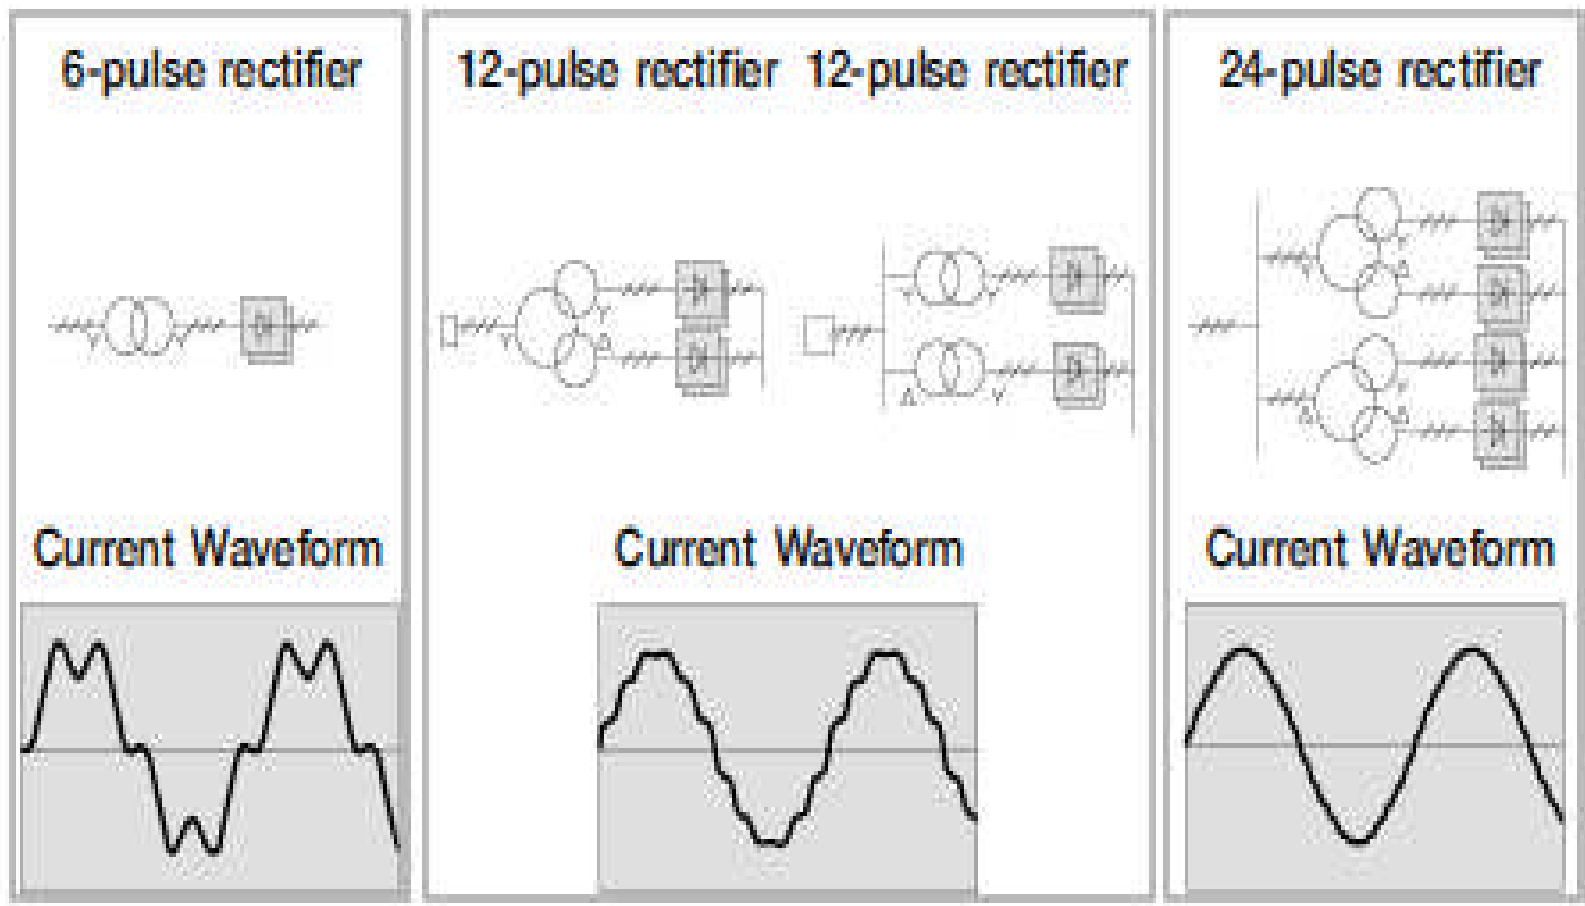 6-pulse rectifier
12-pulse rectifier
12-pulse rectifier
24-pulse rectifier
Current Waveform
Current Waveform
Current Waveform